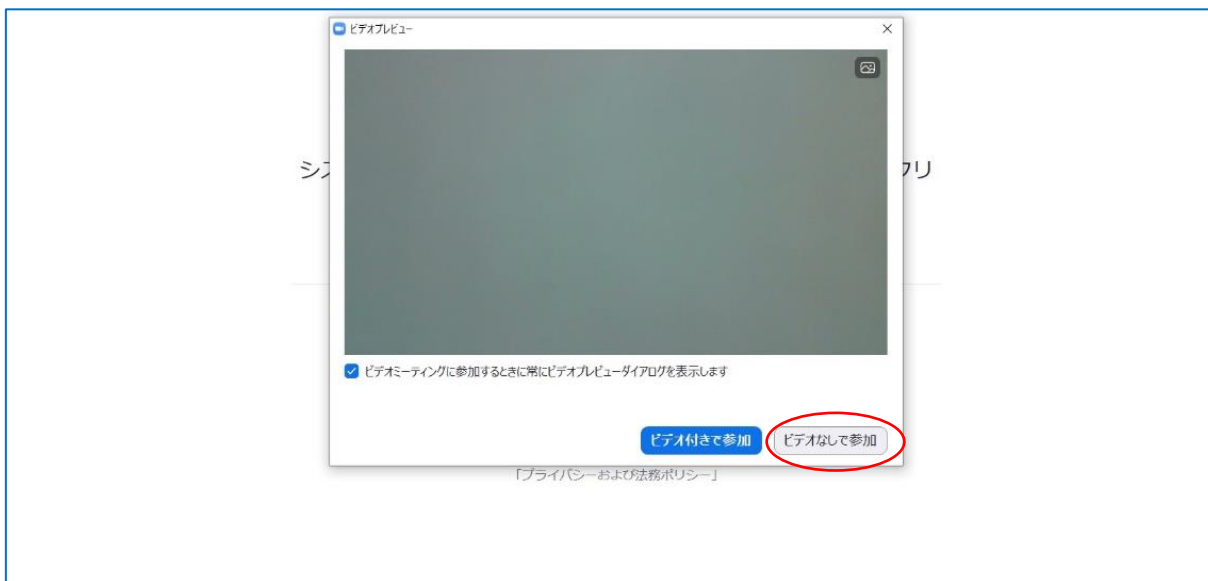 ビデオプレビュー
シス
クリ
ビデオミーティングに参加するときに常にビデオプレビューダイアログを表示します
ビデオ付きで参加
ビデオなしで参加
「プライバシーおよび法務ポリシー」